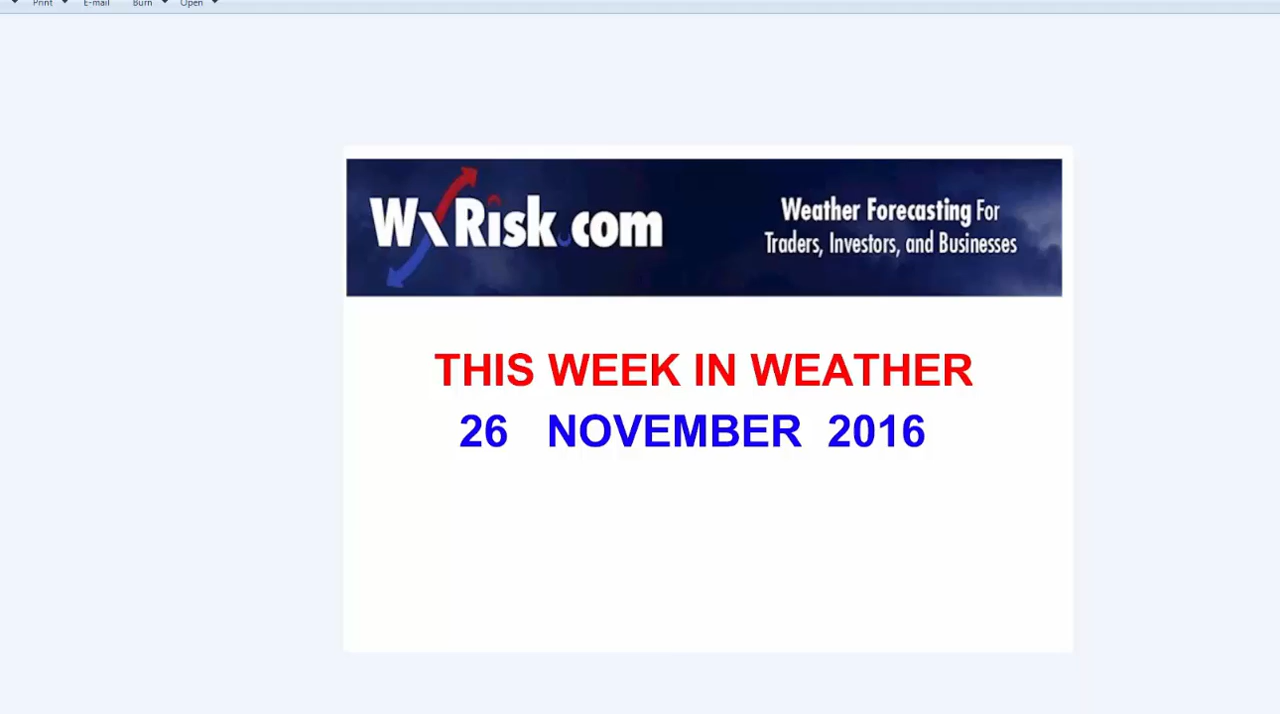 Print E-mail Burn Open
WxRisk.com
Weather Forecasting For
Traders, Investors, and Businesses
THIS WEEK IN WEATHER
26 NOVEMBER 2016